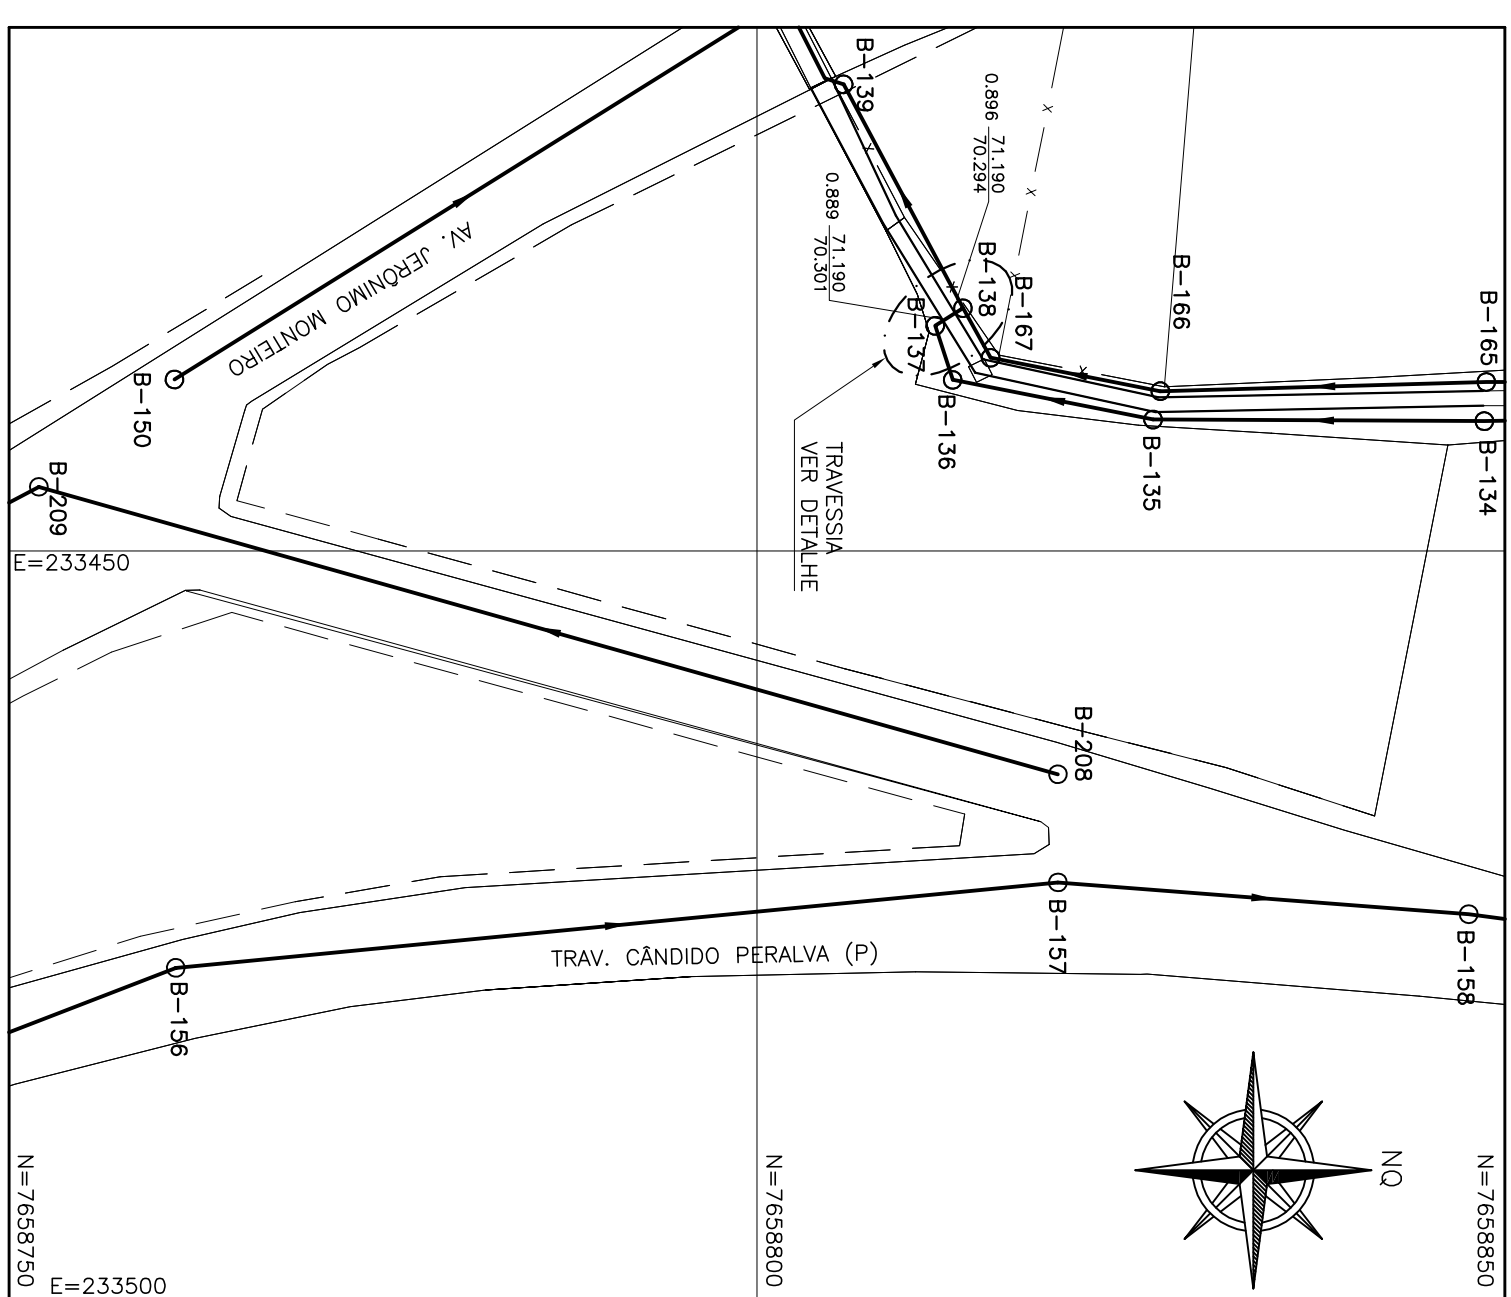 B-139
0.896
71.190
70.294
0.889
71.190
70.301
B-138
B-167
B-166
B-165
B-137
B-136
B-135
B-134
AV. JERÔNIMO MONTEIRO
B-150
TRAVESSIA
VER DETALHE
B-209
E=233450
B-208
B-157
B-158
TRAV. CÂNDIDO PERALVA (P)
B-156
NQ
N=7658750
N=7658800
N=7658850
E=233500